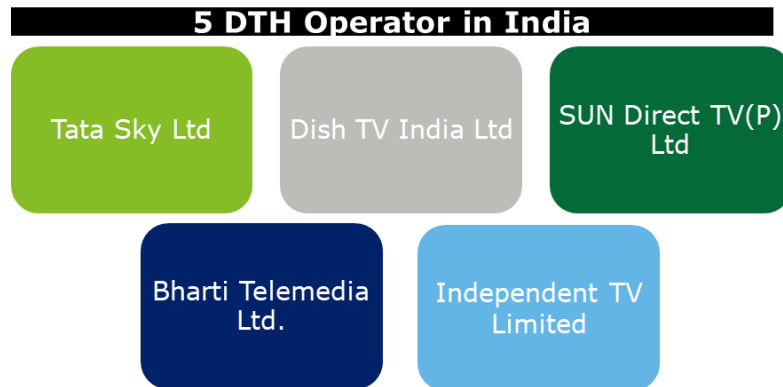 5 DTH Operator in India
Tata Sky Ltd
Dish TV India Ltd
SUN Direct TV(P)
Ltd
Bharti Telemedia
Ltd.
Independent TV
Limited